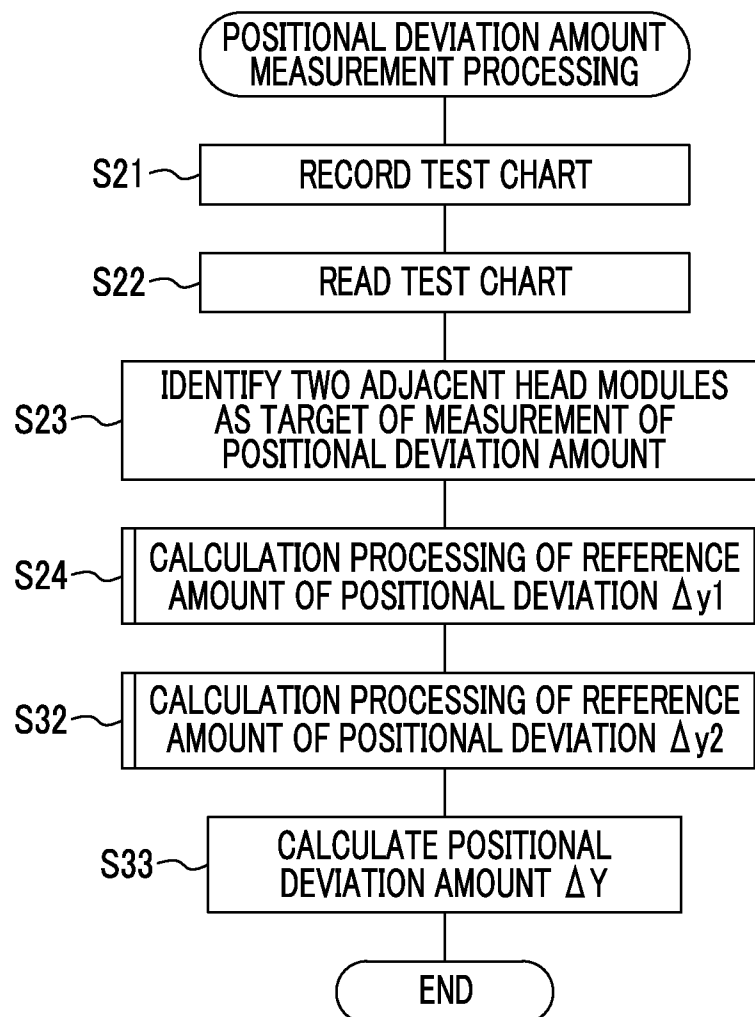 POSITIONAL DEVIATION AMOUNT
MEASUREMENT PROCESSING
S21
RECORD TEST CHART
S22
READ TEST CHART
S23
IDENTIFY TWO ADJACENT HEAD MODULES
AS TARGET OF MEASUREMENT OF
POSITIONAL DEVIATION AMOUNT
S24
CALCULATION PROCESSING OF REFERENCE
AMOUNT OF POSITIONAL DEVIATION Δy1
S32
CALCULATION PROCESSING OF REFERENCE
AMOUNT OF POSITIONAL DEVIATION Δy2
S33
CALCULATE POSITIONAL
DEVIATION AMOUNT ΔY
END